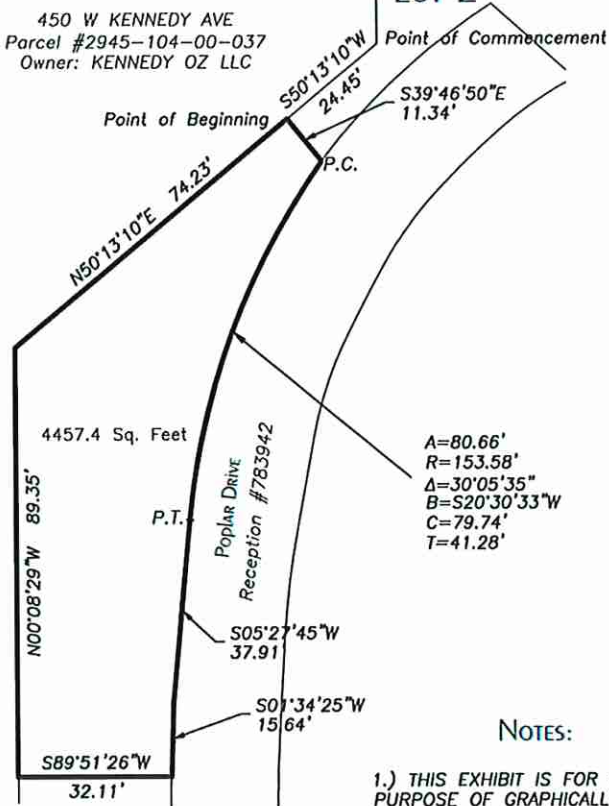 450 W KENNEDY AVE
Parcel #2945-104-00-037
Owner: KENNEDY OZ LLC
Point of Commencement
S50°13'10"W
24.45'
S39°46'50"E
11.34'
Point of Beginning
P.C.
N50°13'10"E 74.23'
4457.4 Sq. Feet
N00°08'29"W 89.35'
P.T.
Poplar Drive
Reception #783942
A=80.66'
R=153.58'
Δ=30°05'35"
B=S20°30'33"W
C=79.74'
T=41.28'
S05°27'45"W
37.91'
S01°34'25"W
15.64'
S89°51'26"W
32.11'
NOTES:
1.) THIS EXHIBIT IS FOR
PURPOSE OF GRAPHICALL